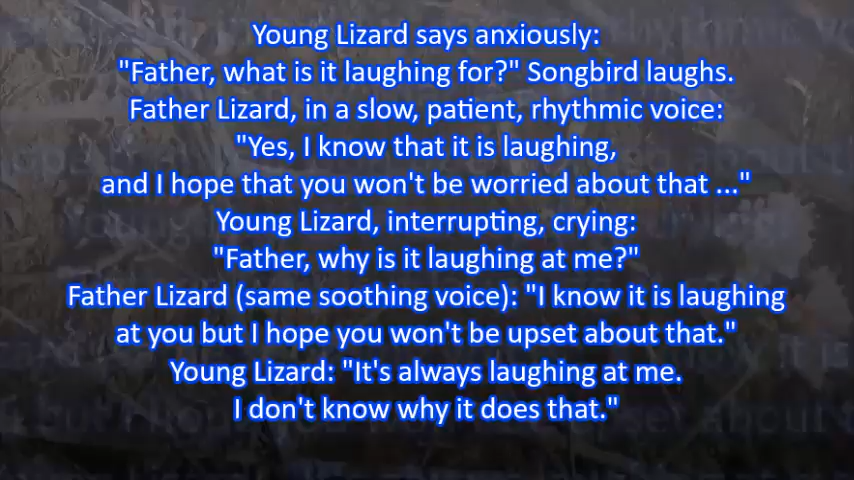 Young Lizard says anxiously:
"Father, what is it laughing for?" Songbird laughs.
Father Lizard, in a slow, patient, rhythmic voice:
"Yes, I know that it is laughing,
and I hope that you won't be worried about that ..."
Young Lizard, interrupting, crying:
"Father, why is it laughing at me?"
Father Lizard (same soothing voice): "I know it is laughing
at you but I hope you won't be upset about that."
Young Lizard: "It's always laughing at me.
I don't know why it does that."